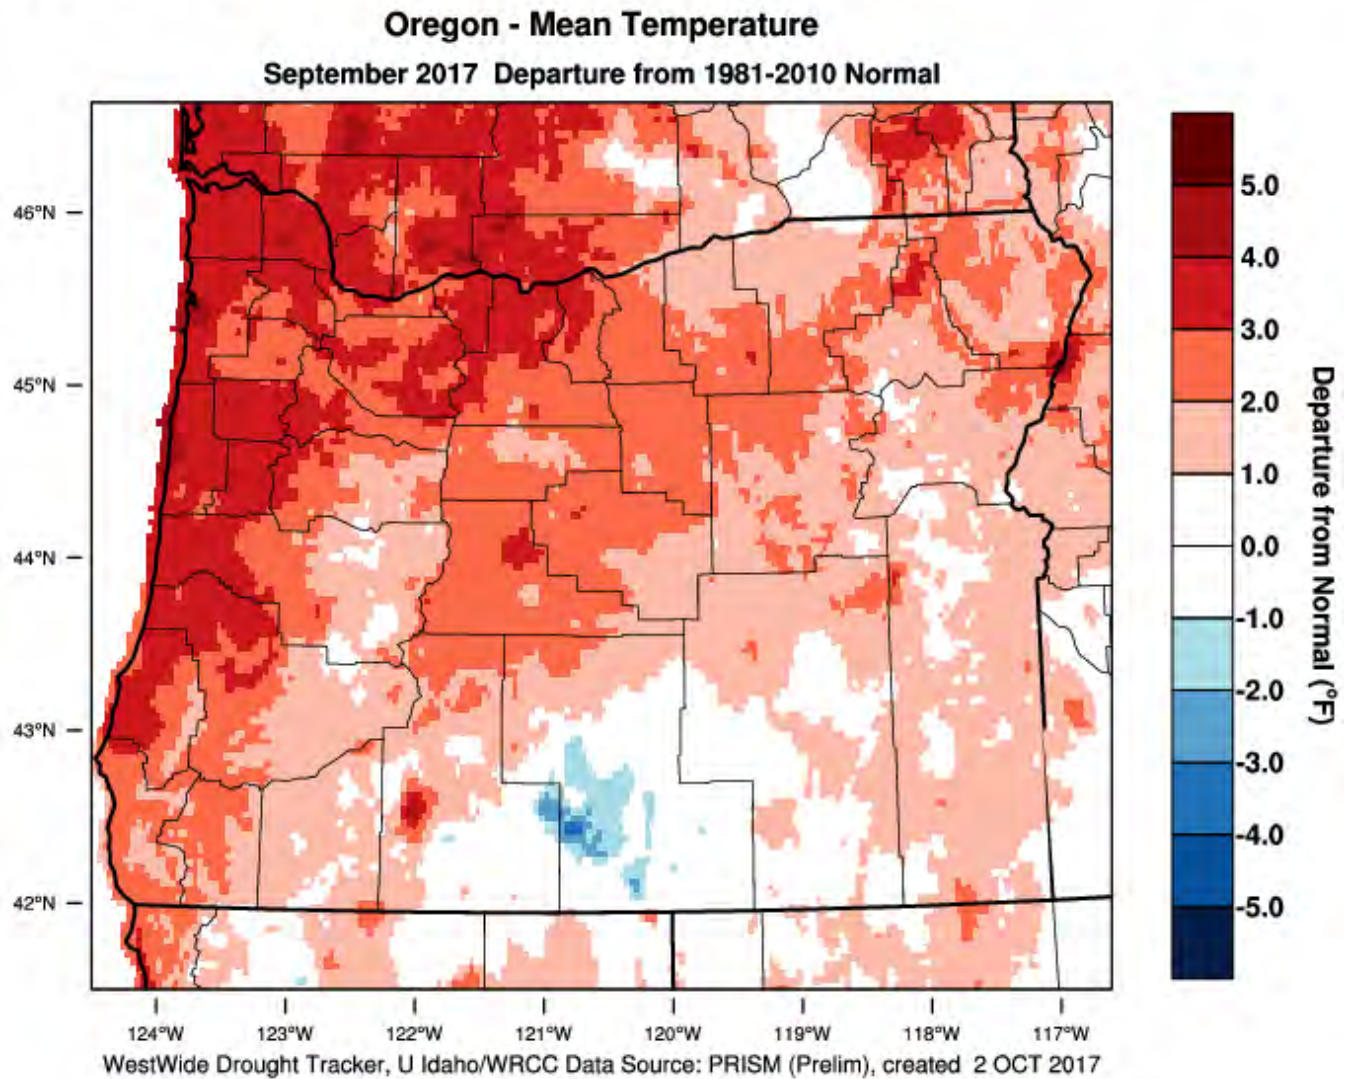 Oregon - Mean Temperature
September 2017  Departure from 1981-2010 Normal
46°N
45°N
44°N
43°N
42°N
124°W
123°W
122°W
121°W
120°W
119°W
118°W
117°W
5.0
4.0
3.0
2.0
1.0
0.0
-1.0
-2.0
-3.0
-4.0
-5.0
Departure from Normal (°F)
WestWide Drought Tracker, U Idaho/WRCC Data Source: PRISM (Prelim), created  2 OCT 2017